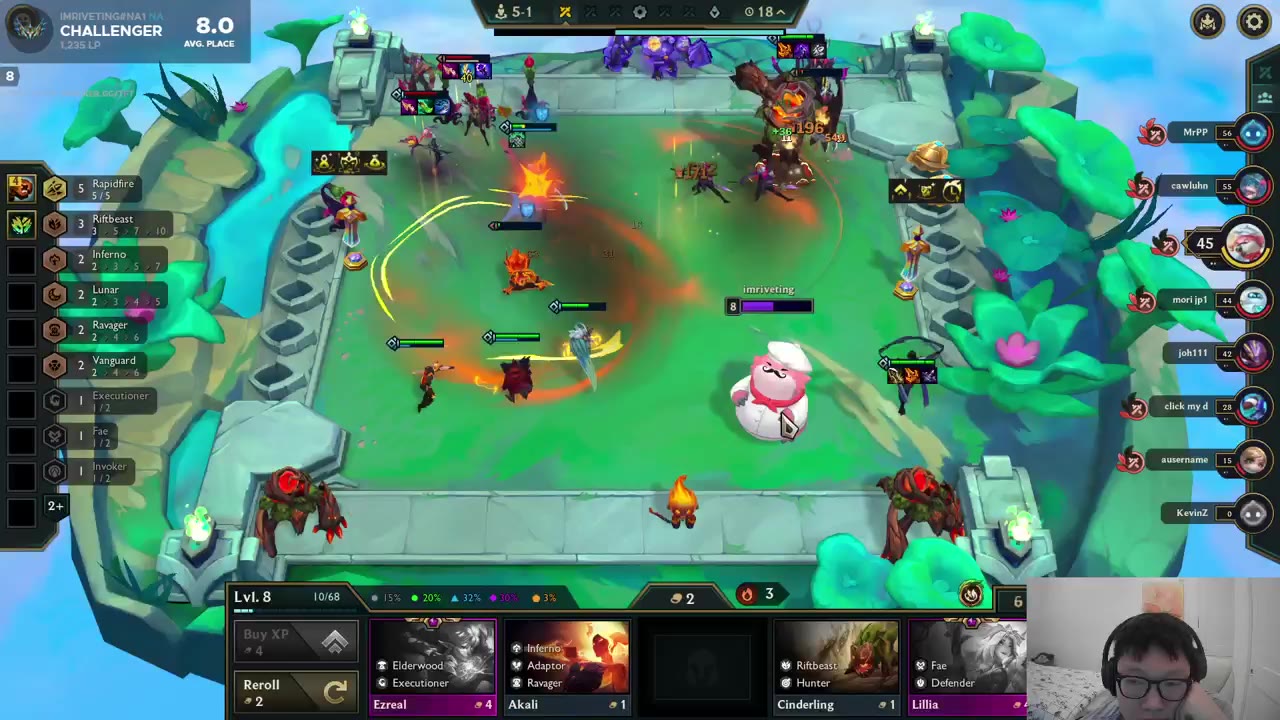 IMRIVETING#NA1 NA
CHALLENGER
1,235 LP
8.0
AVG. PLACE
8
5-1
18
40
196
1712
imriveting
8
5 Rapidfire
5 / 5
3 Riftbeast
3 > 5 > 7 > 10
2 Inferno
2 > 3 > 5 > 7
2 Lunar
2 > 3 > 4 > 5
2 Ravager
2 > 4 > 6
2 Vanguard
2 > 4 > 6
1 Executioner
1 / 2
1 Fae
1 / 2
1 Invoker
1 / 2
2+
MrPP 56
cawluhn 55
45
mori jp1 44
joh111 42
click my d 28
ausername 15
KevinZ 0
Lvl. 8 10/68
15% 20% 32% 30% 3%
2
3
6
Buy XP
4
Reroll
2
Elderwood
Executioner
Ezreal 4
Inferno
Adaptor
Ravager
Akali 1
Riftbeast
Hunter
Cinderling 1
Fae
Defender
Lillia